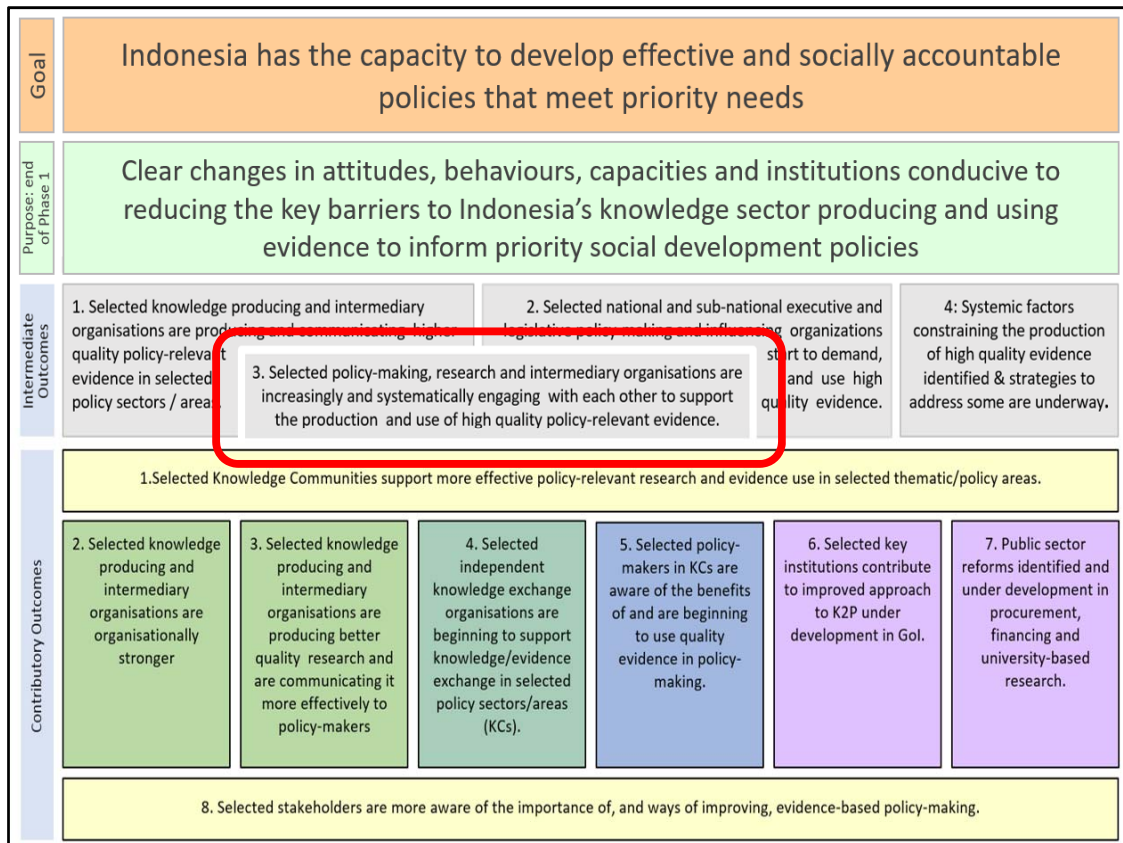 Goal
Indonesia has the capacity to develop effective and socially accountable
policies that meet priority needs
Purpose: end
of Phase 1
Clear changes in attitudes, behaviours, capacities and institutions conducive to
reducing the key barriers to Indonesia's knowledge sector producing and using
evidence to inform priority social development policies
Intermediate
Outcomes
1. Selected knowledge producing and intermediary
organisations are producing and communicating higher
quality policy-relevant
evidence in selected
policy sectors / areas.
2. Selected national and sub-national executive and
legislative policy-making and influencing organizations
start to demand,
and use high
quality evidence.
3. Selected policy-making, research and intermediary organisations are
increasingly and systematically engaging with each other to support
the production and use of high quality policy-relevant evidence.
4: Systemic factors
constraining the production
of high quality evidence
identified & strategies to
address some are underway.
Contributory Outcomes
1.Selected Knowledge Communities support more effective policy-relevant research and evidence use in selected thematic/policy areas.
2. Selected knowledge
producing and
intermediary
organisations are
organisationally
stronger
3. Selected knowledge
producing and
intermediary
organisations are
producing better
quality research and
are communicating it
more effectively to
policy-makers
4. Selected
independent
knowledge exchange
organisations are
beginning to support
knowledge/evidence
exchange in selected
policy sectors/areas
(KCs).
5. Selected policy-
makers in KCs are
aware of the benefits
of and are beginning
to use quality
evidence in policy-
making.
6. Selected key
institutions contribute
to improved approach
to K2P under
development in GoI.
7. Public sector
reforms identified and
under development in
procurement,
financing and
university-based
research.
8. Selected stakeholders are more aware of the importance of, and ways of improving, evidence-based policy-making.